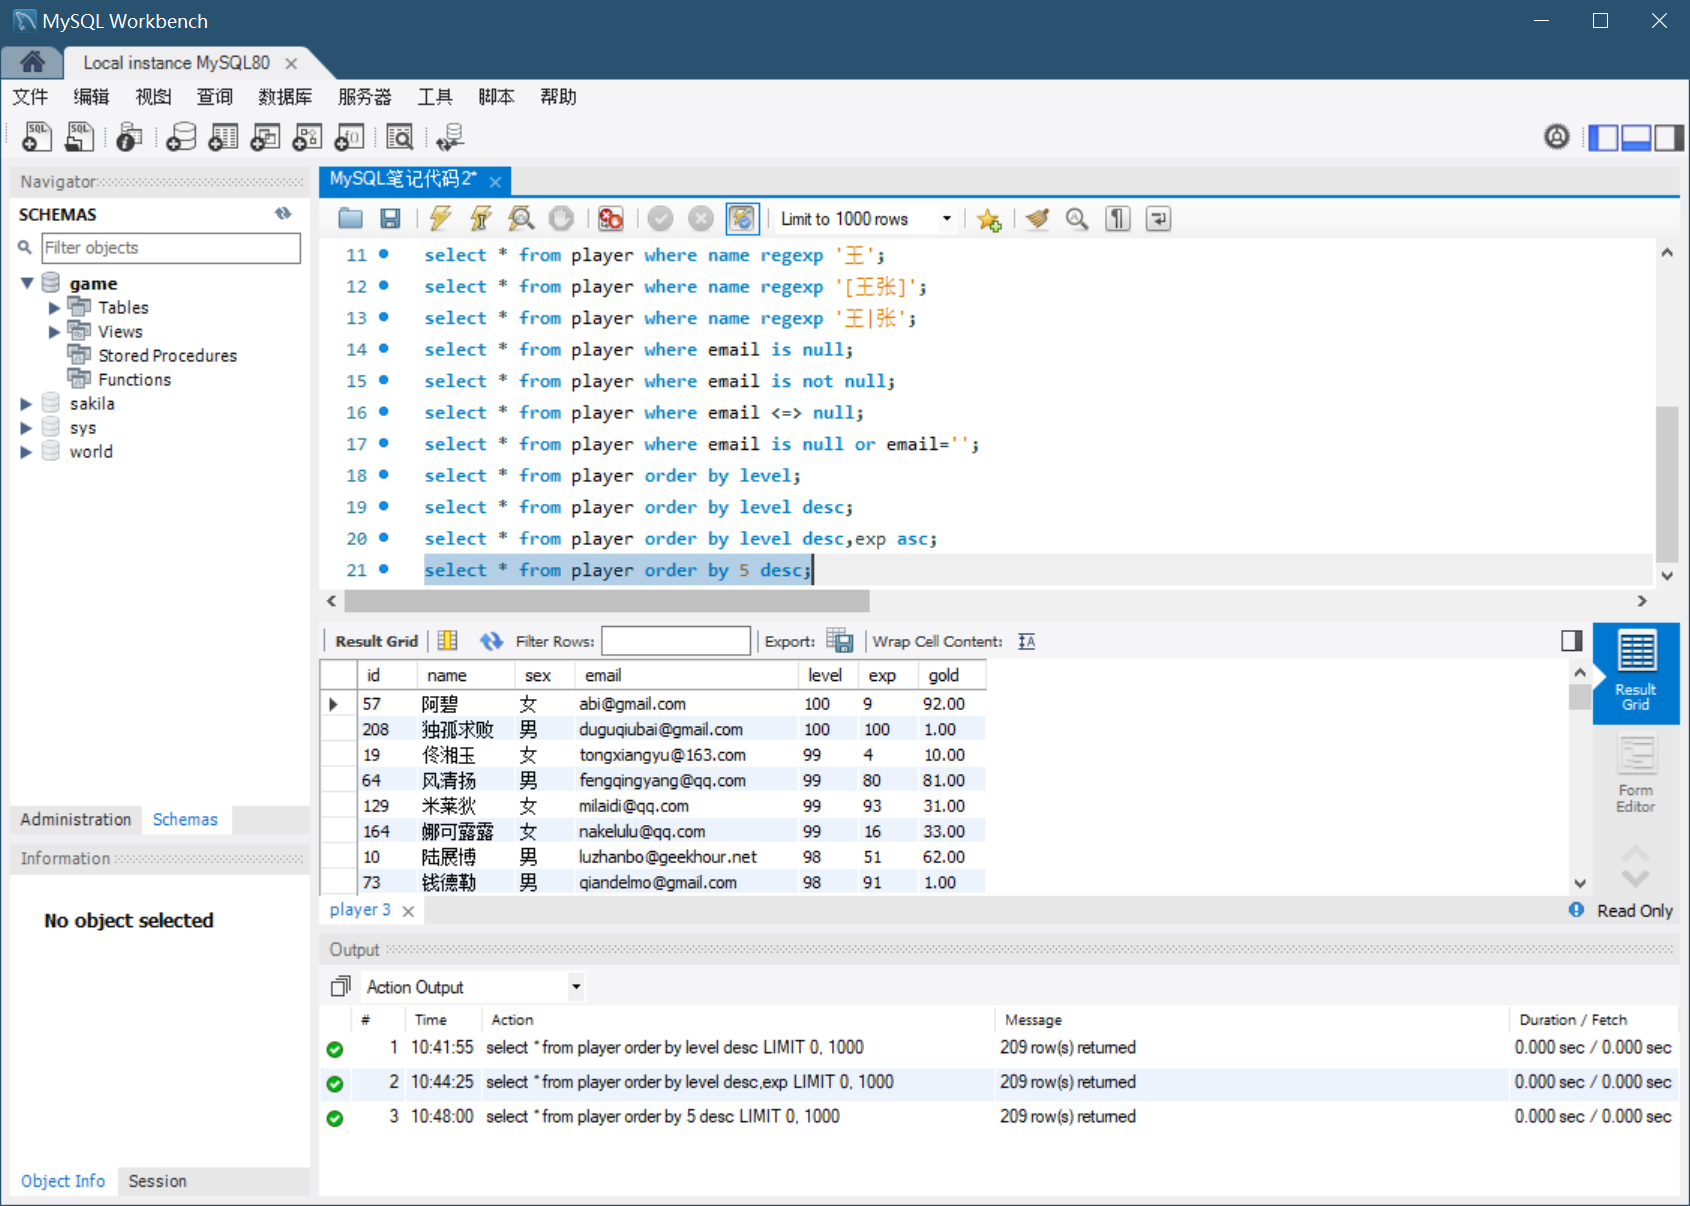 MySQL Workbench
Local instance MySQL80
文件 编辑 视图 查询 数据库 服务器 工具 脚本 帮助
Navigator
SCHEMAS
Filter objects
game
Tables
Views
Stored Procedures
Functions
sakila
sys
world
Administration Schemas
Information
No object selected
Object Info Session
MySQL笔记代码2*
Limit to 1000 rows
11 select * from player where name regexp '王';
12 select * from player where name regexp '[王张]';
13 select * from player where name regexp '王|张';
14 select * from player where email is null;
15 select * from player where email is not null;
16 select * from player where email <=> null;
17 select * from player where email is null or email='';
18 select * from player order by level;
19 select * from player order by level desc;
20 select * from player order by level desc,exp asc;
21 select * from player order by 5 desc;
Result Grid Filter Rows: Export: Wrap Cell Content:
id name sex email level exp gold
57 阿碧 女 abi@gmail.com 100 9 92.00
208 独孤求败 男 duguqiubai@gmail.com 100 100 1.00
19 佟湘玉 女 tongxiangyu@163.com 99 4 10.00
64 风清扬 男 fengqingyang@qq.com 99 80 81.00
129 米莱狄 女 milaidi@qq.com 99 93 31.00
164 娜可露露 女 nakelulu@qq.com 99 16 33.00
10 陆展博 男 luzhanbo@geekhour.net 98 51 62.00
73 钱德勒 男 qiandelmo@gmail.com 98 91 1.00
Result
Grid
Form
Editor
player 3
Read Only
Output
Action Output
# Time Action Message Duration / Fetch
1 10:41:55 select * from player order by level desc LIMIT 0, 1000 209 row(s) returned 0.000 sec / 0.000 sec
2 10:44:25 select * from player order by level desc,exp LIMIT 0, 1000 209 row(s) returned 0.000 sec / 0.000 sec
3 10:48:00 select * from player order by 5 desc LIMIT 0, 1000 209 row(s) returned 0.000 sec / 0.000 sec